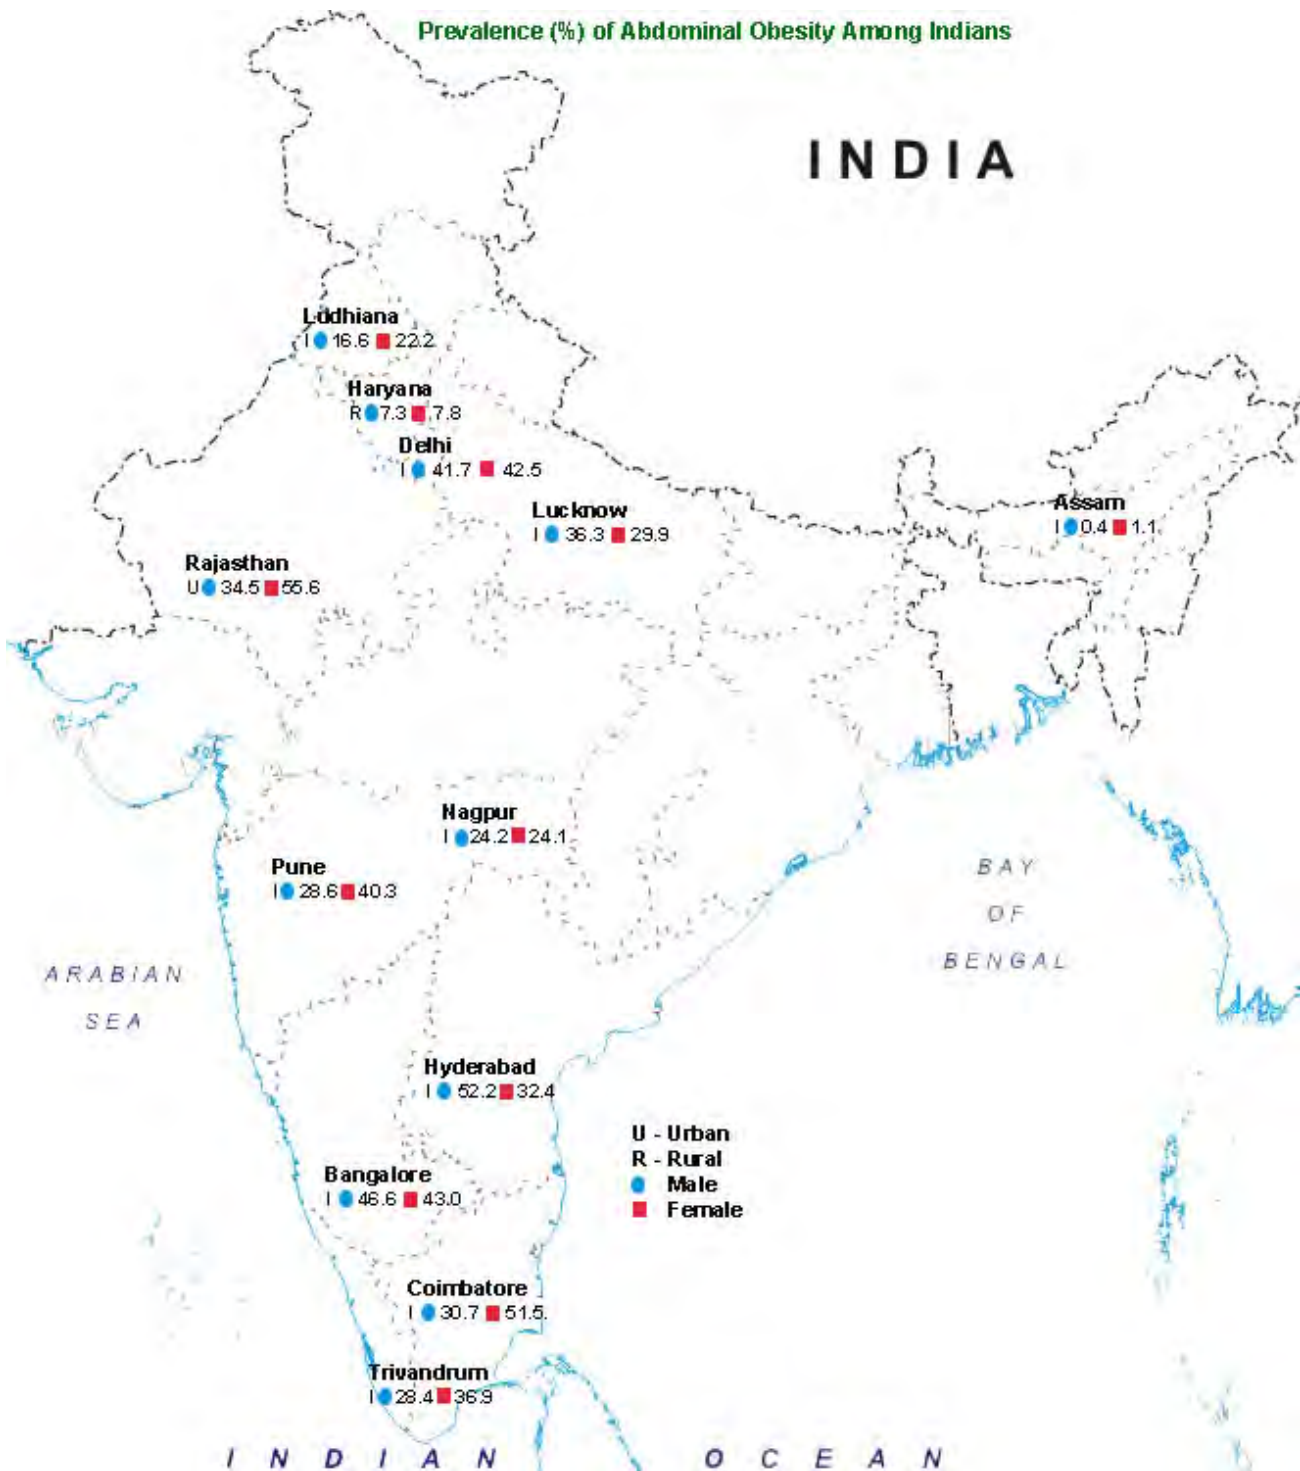 Prevalence (%) of Abdominal Obesity Among Indians
INDIA
Ludhiana
I 16.6 22.2
Haryana
R 7.3 7.8
Delhi
I 41.7 42.5
Lucknow
I 36.3 29.9
Assam
I 0.4 1.1
Rajasthan
U 34.5 55.6
Nagpur
I 24.2 24.1
Pune
I 28.6 40.3
BAY
OF
BENGAL
ARABIAN
SEA
Hyderabad
I 52.2 32.4
U - Urban
R - Rural
Male
Female
Bangalore
I 46.6 43.0
Coimbatore
I 30.7 51.5
Trivandrum
I 28.4 36.9
INDIAN OCEAN